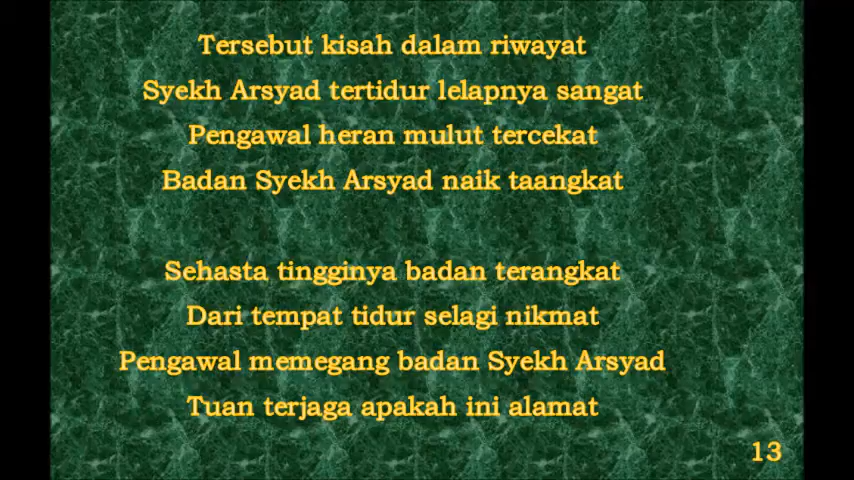 Tersebut kisah dalam riwayat
Syekh Arsyad tertidur lelapnya sangat
Pengawal heran mulut tercekat
Badan Syekh Arsyad naik taangkat
Sehasta tingginya badan terangkat
Dari tempat tidur selagi nikmat
Pengawal memegang badan Syekh Arsyad
Tuan terjaga apakah ini alamat
13